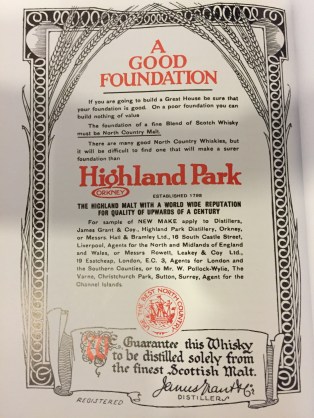 A
GOOD
FOUNDATION
If you are going to build a Great House be sure that
your foundation is good. On a poor foundation you can
build nothing of value
The foundation of a fine Blend of Scotch Whisky
must be North Country Malt.
There are many good North Country Whiskies, but
it will be difficult to find one that will make a surer
foundation than
Highland Park
ORKNEY
ESTABLISHED 1798
THE HIGHLAND MALT WITH A WORLD WIDE REPUTATION
FOR QUALITY OF UPWARDS OF A CENTURY
For sample of NEW MAKE apply to Distillers,
James Grant & Coy., Highland Park Distillery, Orkney,
or Messrs. Hall & Bramley Ltd., 16 South Castle Street,
Liverpool, Agents for the North and Midlands of England
and Wales, or Messrs. Rowett, Leakey & Coy Ltd.,
19 Eastcheap, London, E.C. 3, Agents for London and
the Southern Counties, or to Mr. W. Pollock-Wylie, The
Varne, Christchurch Park, Sutton, Surrey, Agent for the
Channel Islands.
THE BEST NORTH COUNTRY
We Guarantee this Whisky
to be distilled solely from
the finest Scottish Malt.
James Grant & Co
DISTILLERS
REGISTERED